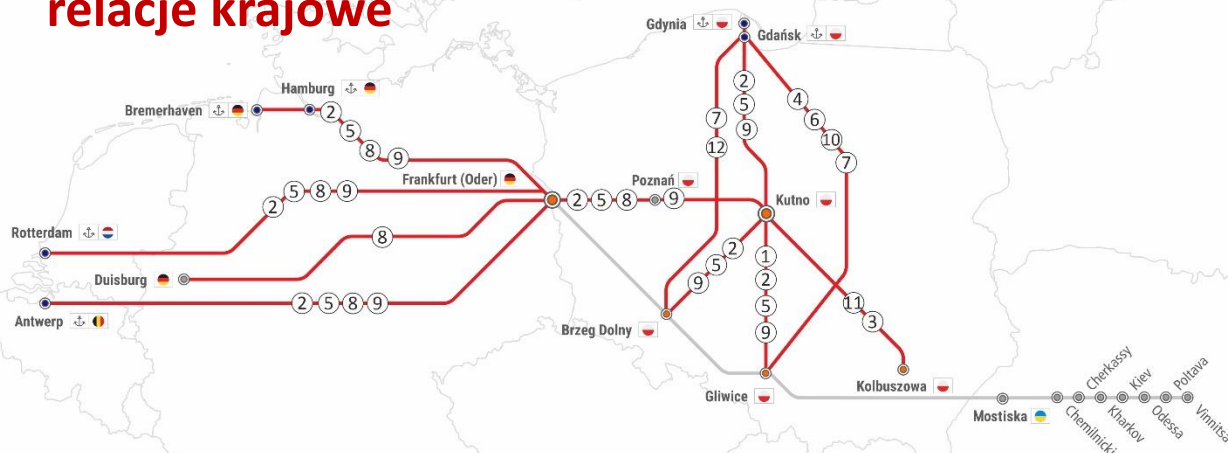 relacje krajowe
Gdynia
Gdańsk
Hamburg
Bremerhaven
2
5
8
9
2
5
9
4
6
10
7
7
12
Frankfurt (Oder)
Poznań
2
5
8
9
2
5
8
9
Kutno
Rotterdam
8
Duisburg
2
5
8
9
Antwerp
9
5
2
1
2
5
9
11
3
Brzeg Dolny
Gliwice
Kolbuszowa
Mostiska
Chemilnicki
Cherkassy
Kharkov
Kiev
Odessa
Poltava
Vinnitsa